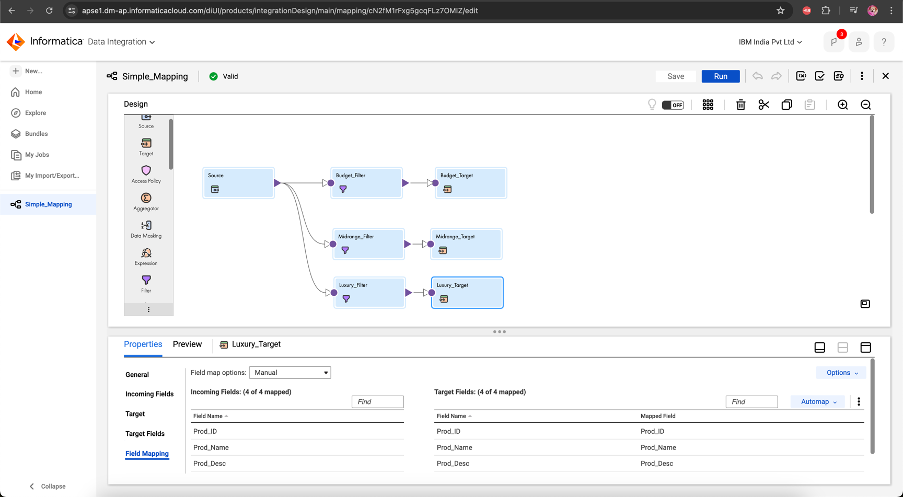 apse1.dm-ap.informaticacloud.com/diUI/products/integrationDesign/main/mapping/cN2fM1rFxg5gcqFLz7OMlZ/edit
Informatica® Data Integration
IBM India Pvt Ltd
3
?
New...
Home
Explore
Bundles
My Jobs
My Import/Export...
Simple_Mapping
Collapse
Simple_Mapping
Valid
Save
Run
Design
OFF
Source
Target
Access Policy
Aggregator
Data Masking
Expression
Filter
Source
Budget_Filter
Budget_Target
Midrange_Filter
Midrange_Target
Luxury_Filter
Luxury_Target
Properties
Preview
Luxury_Target
General
Incoming Fields
Target
Target Fields
Field Mapping
Field map options:
Manual
Options
Incoming Fields: (4 of 4 mapped)
Find
Field Name
Prod_ID
Prod_Name
Prod_Desc
Target Fields: (4 of 4 mapped)
Find
Automap
Field Name
Mapped Field
Prod_ID
Prod_ID
Prod_Name
Prod_Name
Prod_Desc
Prod_Desc